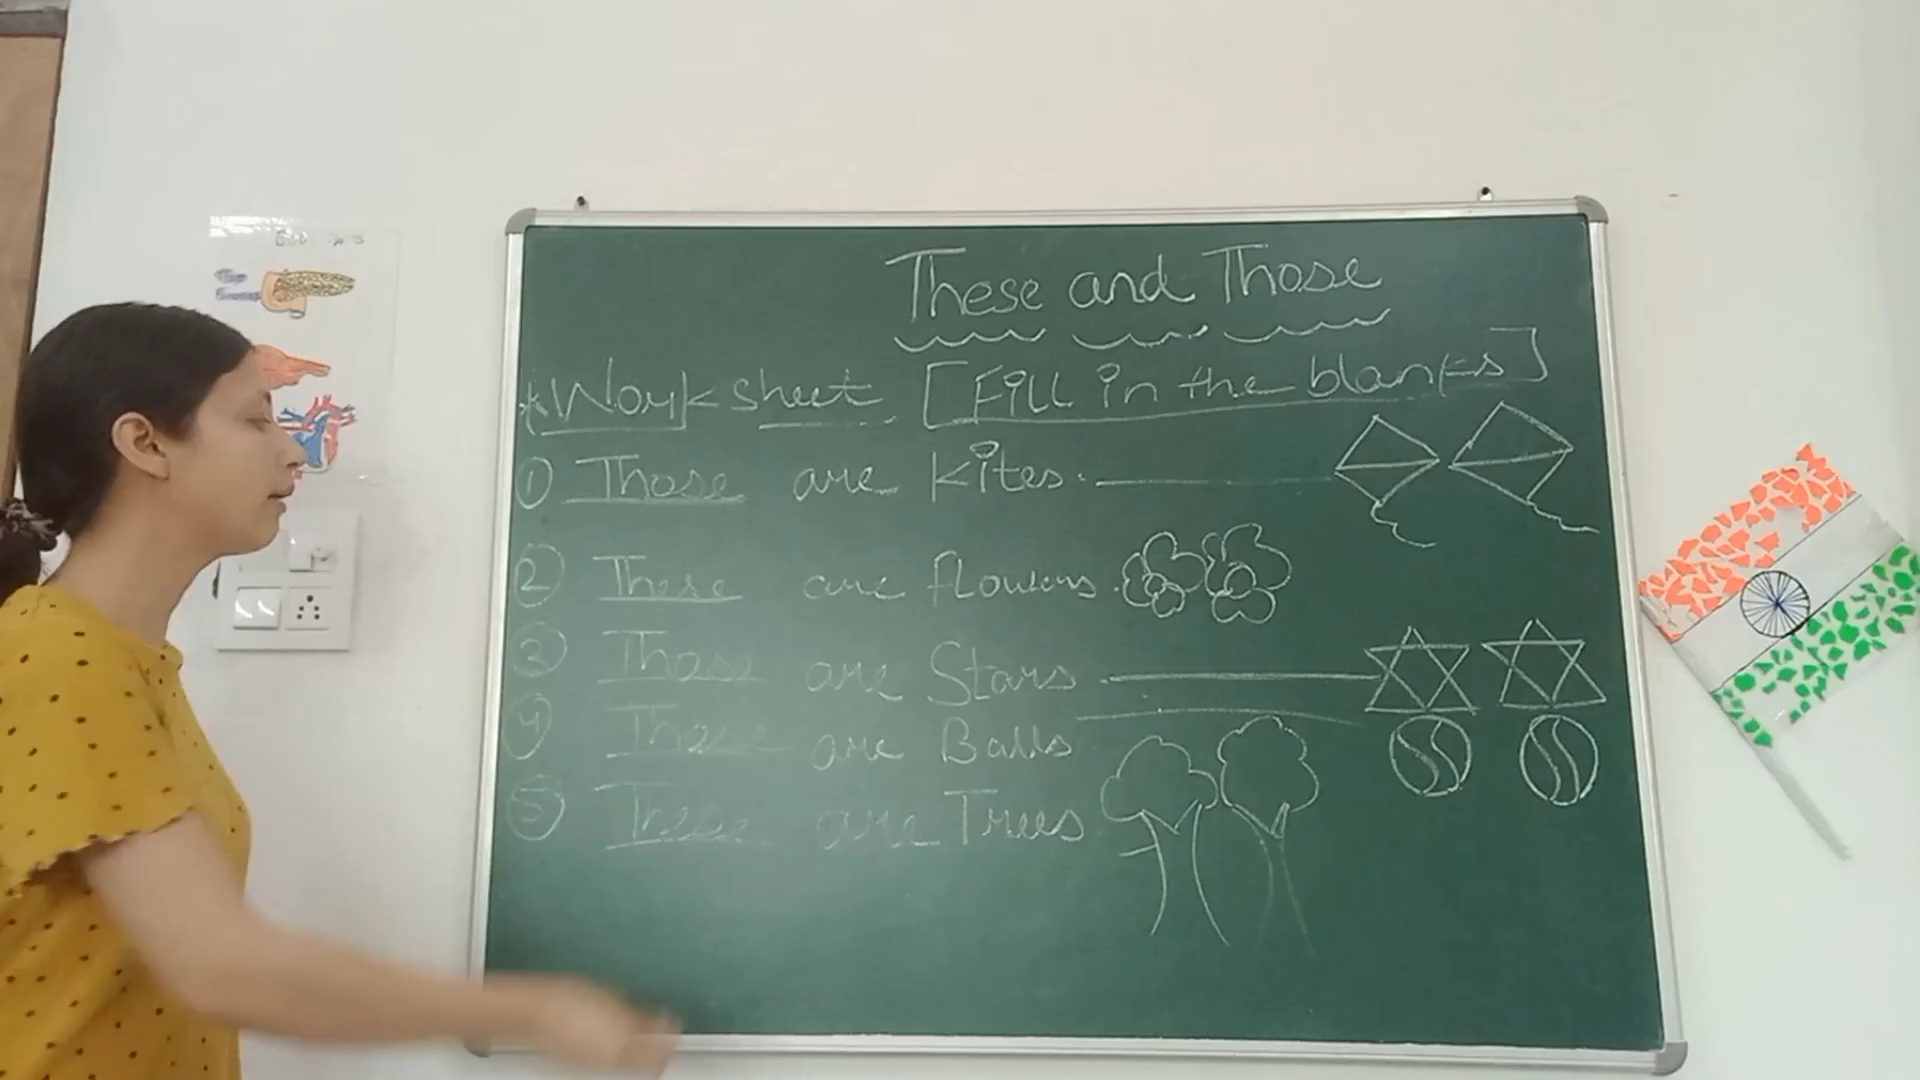 These and Those
* Worksheet [Fill in the blanks]
① Those are Kites.
② These are flowers.
③ Those are Stars
④ These are Balls
⑤ These are Trees